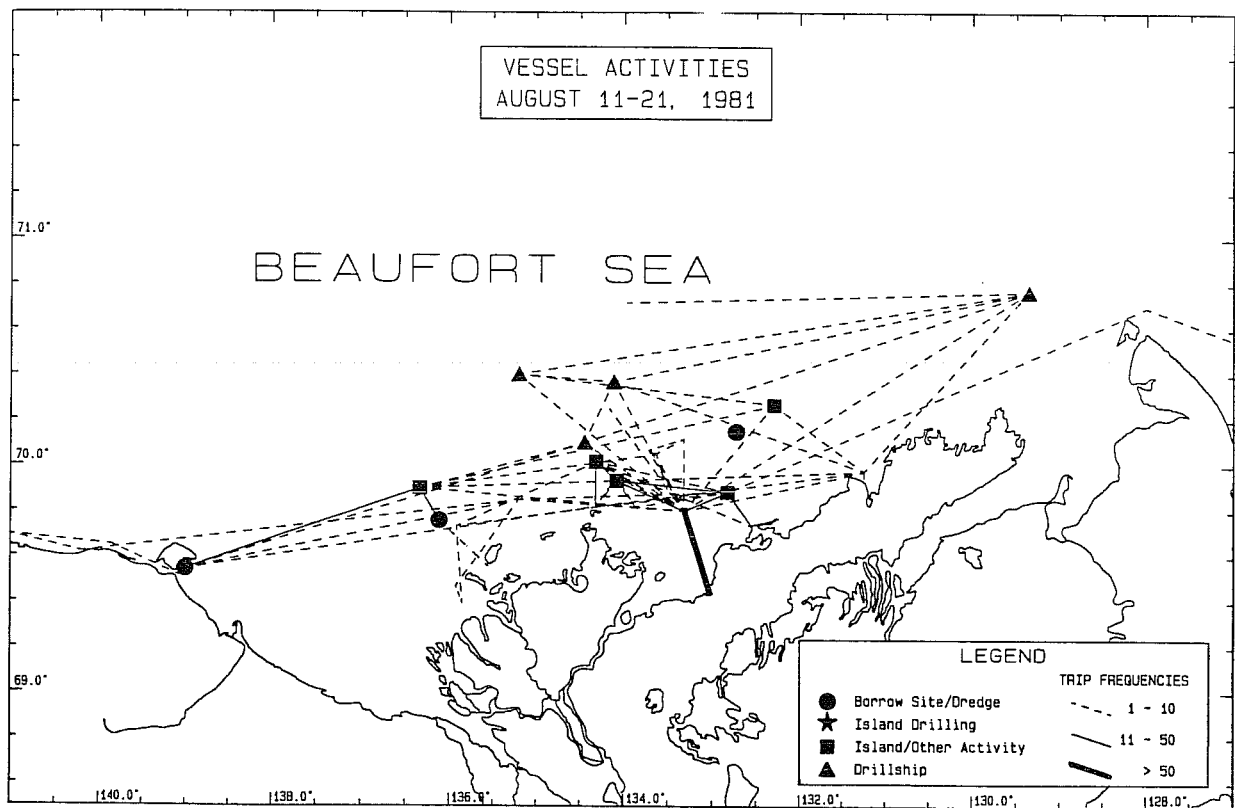 VESSEL ACTIVITIES
AUGUST 11-21, 1981
71.0°
BEAUFORT SEA
70.0°
69.0°
LEGEND
TRIP FREQUENCIES
Borrow Site/Dredge
1 - 10
Island Drilling
Island/Other Activity
11 - 50
Drillship
> 50
140.0°
138.0°
136.0°
134.0°
132.0°
130.0°
128.0°